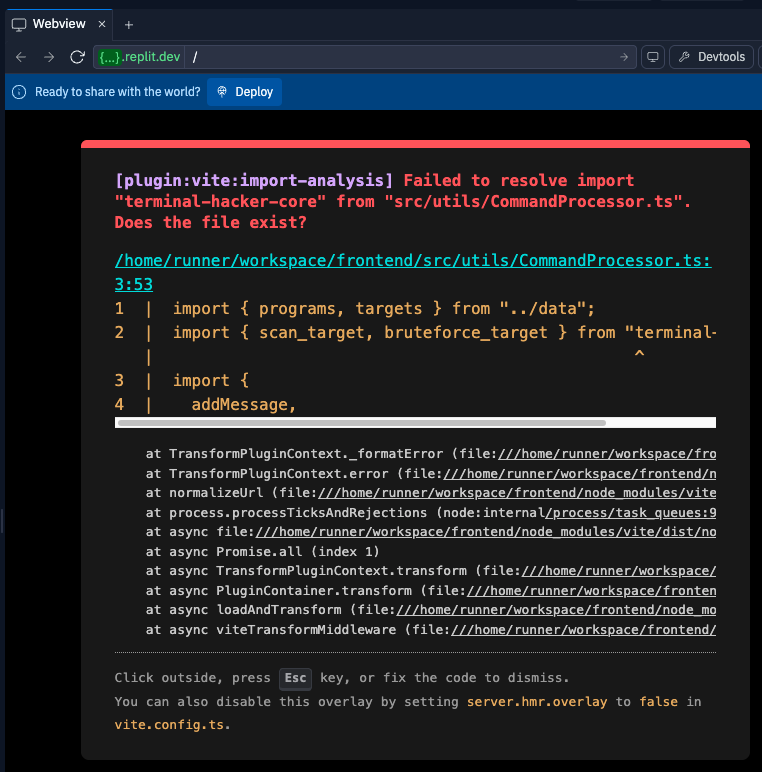 Webview
{...}.replit.dev /
Devtools
Ready to share with the world? Deploy
[plugin:vite:import-analysis] Failed to resolve import
"terminal-hacker-core" from "src/utils/CommandProcessor.ts".
Does the file exist?
/home/runner/workspace/frontend/src/utils/CommandProcessor.ts:
3:53
1 | import { programs, targets } from "../data";
2 | import { scan_target, bruteforce_target } from "terminal-
| ^
3 | import {
4 | addMessage,
at TransformPluginContext._formatError (file:///home/runner/workspace/fro
at TransformPluginContext.error (file:///home/runner/workspace/frontend/n
at normalizeUrl (file:///home/runner/workspace/frontend/node_modules/vite
at process.processTicksAndRejections (node:internal/process/task_queues:9
at async file:///home/runner/workspace/frontend/node_modules/vite/dist/no
at async Promise.all (index 1)
at async TransformPluginContext.transform (file:///home/runner/workspace/
at async PluginContainer.transform (file:///home/runner/workspace/fronten
at async loadAndTransform (file:///home/runner/workspace/frontend/node_mo
at async viteTransformMiddleware (file:///home/runner/workspace/frontend/
Click outside, press Esc key, or fix the code to dismiss.
You can also disable this overlay by setting server.hmr.overlay to false in
vite.config.ts.